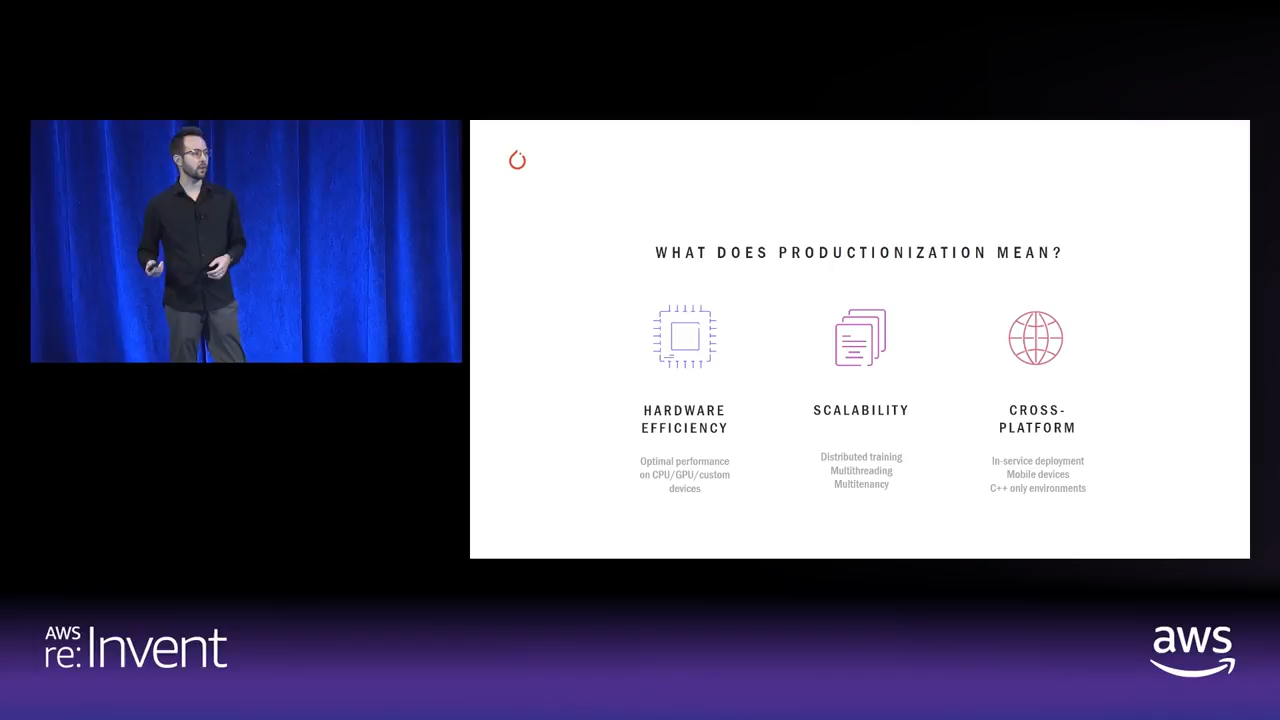 WHAT DOES PRODUCTIONIZATION MEAN?
HARDWARE
EFFICIENCY
Optimal performance
on CPU/GPU/custom
devices
SCALABILITY
Distributed training
Multithreading
Multitenancy
CROSS-
PLATFORM
In-service deployment
Mobile devices
C++ only environments
AWS
re:Invent
aws